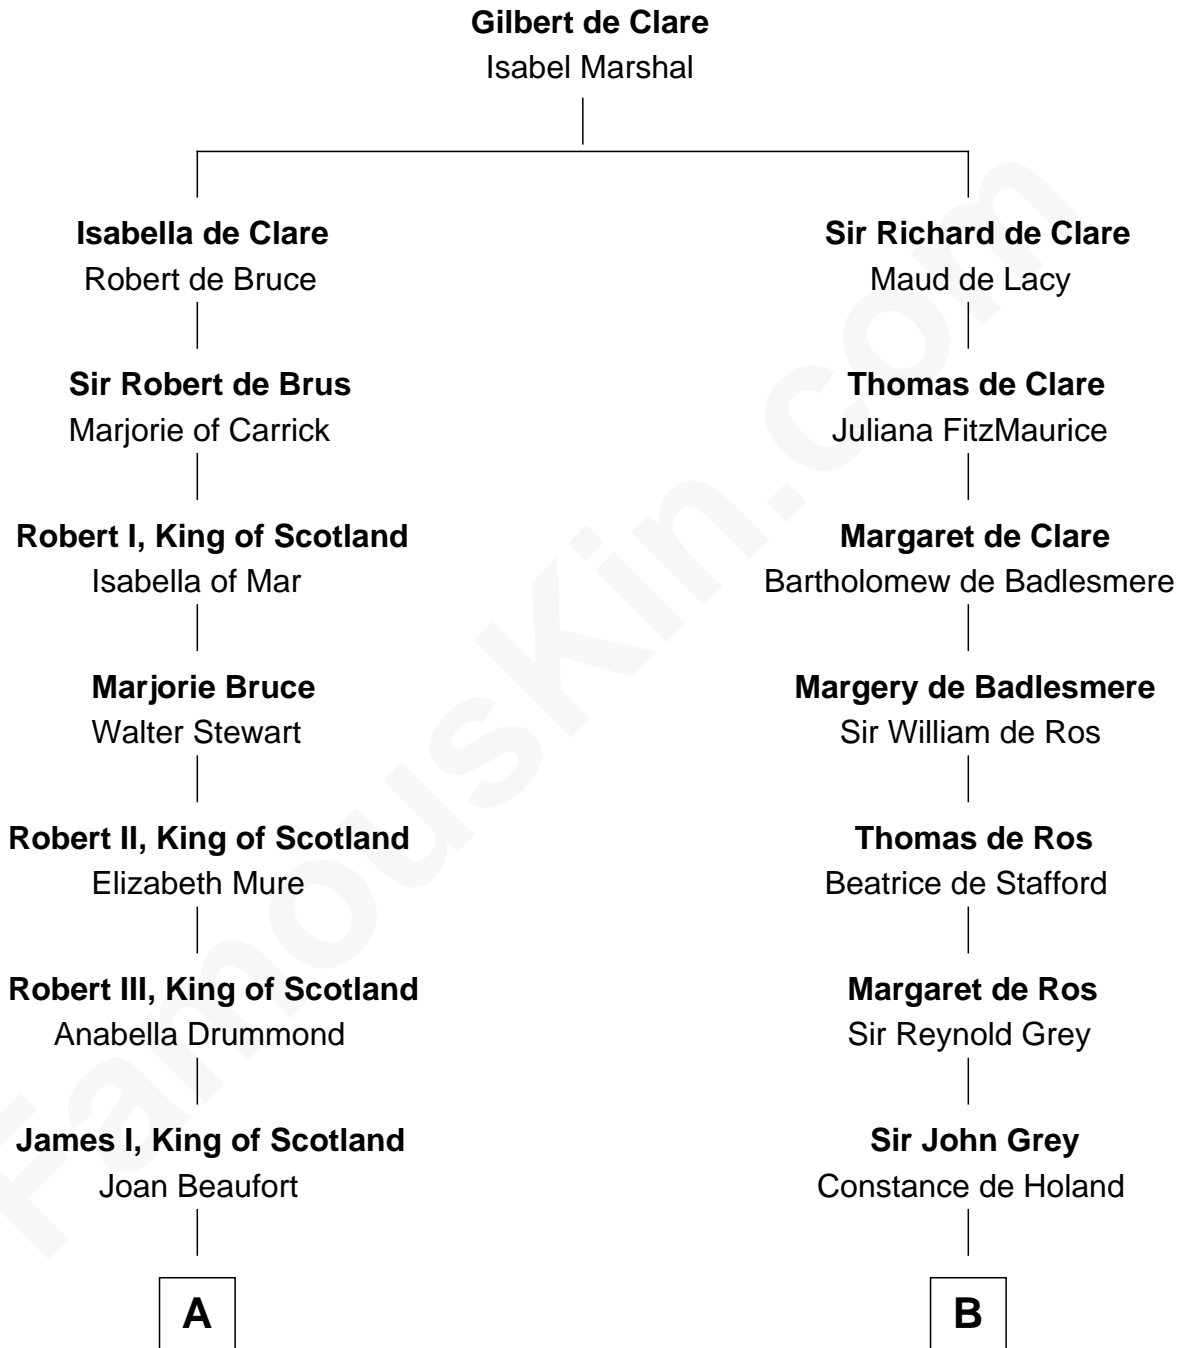 Gilbert de Clare
Isabel Marshal
Isabella de Clare
Robert de Bruce
Sir Richard de Clare
Maud de Lacy
Sir Robert de Brus
Marjorie of Carrick
Thomas de Clare
Juliana FitzMaurice
Robert I, King of Scotland
Isabella of Mar
Margaret de Clare
Bartholomew de Badlesmere
Marjorie Bruce
Walter Stewart
Margery de Badlesmere
Sir William de Ros
Robert II, King of Scotland
Elizabeth Mure
Thomas de Ros
Beatrice de Stafford
Robert III, King of Scotland
Anabella Drummond
Margaret de Ros
Sir Reynold Grey
James I, King of Scotland
Joan Beaufort
Sir John Grey
Constance de Holand
A
B
FamousKin.com